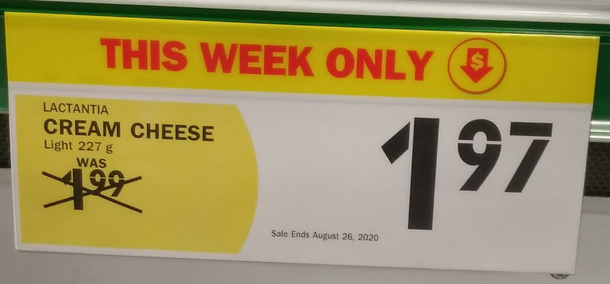 THIS WEEK ONLY $
LACTANTIA
CREAM CHEESE
Light 227 g
WAS
1.99
1 97
Sale Ends August 26, 2020